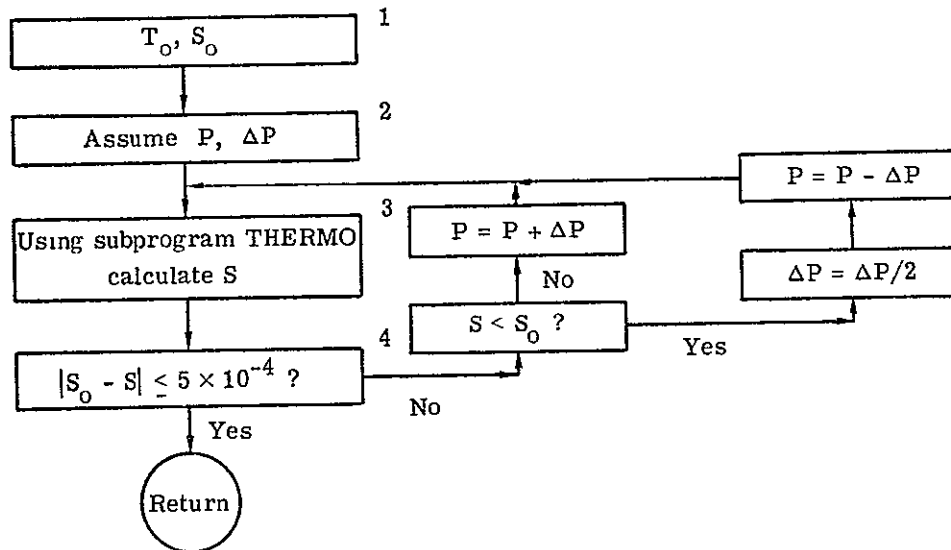 1
T_o, S_o
2
Assume P, ΔP
P = P - ΔP
3
Using subprogram THERMO
calculate S
P = P + ΔP
No
ΔP = ΔP/2
4
S < S_o ?
Yes
|S_o - S| ≤ 5 × 10^-4 ?
No
Yes
Return